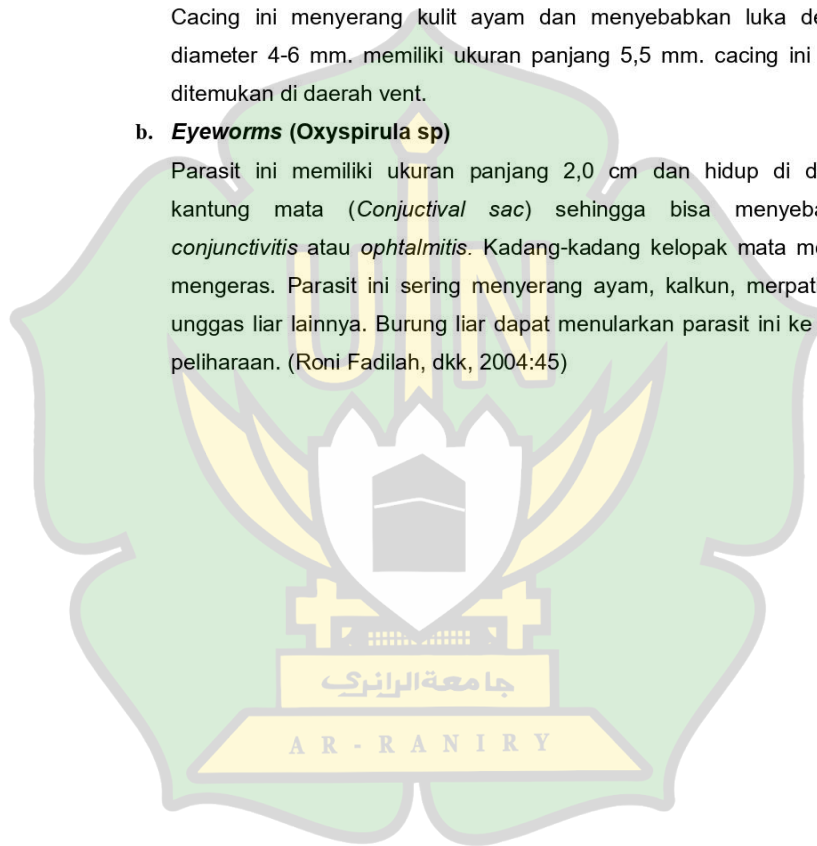 Cacing ini menyerang kulit ayam dan menyebabkan luka de
diameter 4-6 mm. memiliki ukuran panjang 5,5 mm. cacing ini
ditemukan di daerah vent.
b. Eyeworms (Oxyspirula sp)
Parasit ini memiliki ukuran panjang 2,0 cm dan hidup di d
kantung mata (Conjuctival sac) sehingga bisa menyeba
conjunctivitis atau ophtalmitis. Kadang-kadang kelopak mata me
mengeras. Parasit ini sering menyerang ayam, kalkun, merpati
unggas liar lainnya. Burung liar dapat menularkan parasit ini ke
peliharaan. (Roni Fadilah, dkk, 2004:45)
UIN
جامعةالرانري
AR-RANIRY